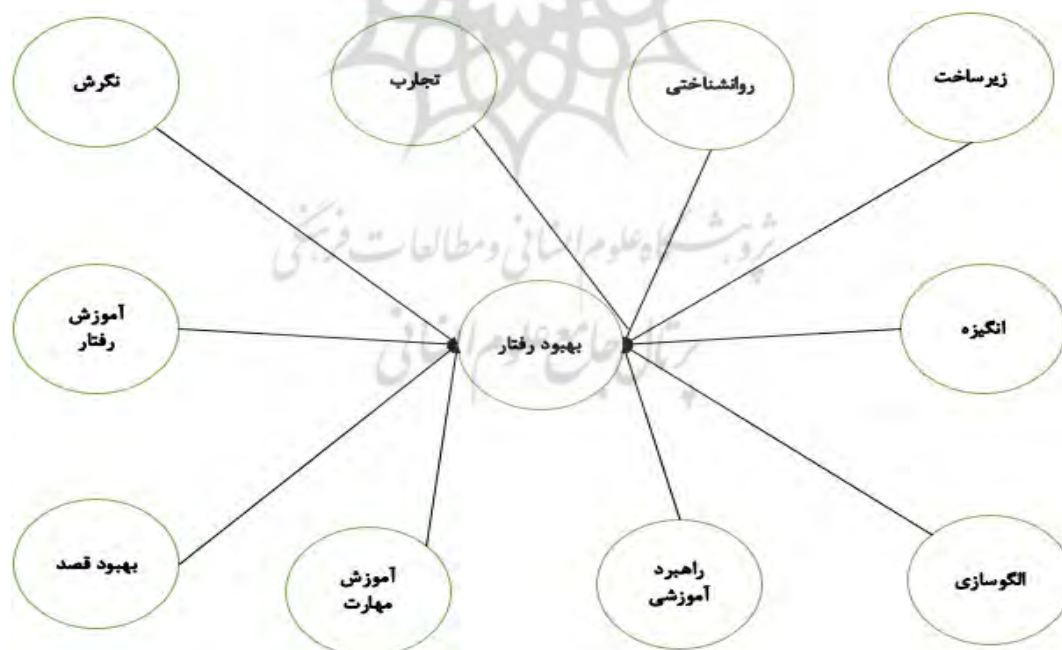 زیرساخت
روانشناختی
تجارب
نگرش
پژوهشگاه علوم انسانی و مطالعات فرهنگی
انگیزه
بهبود رفتار
آموزش
رفتار
پرتال جامع علوم انسانی
الگوسازی
راهبرد
آموزشی
آموزش
مهارت
بهبود قصد